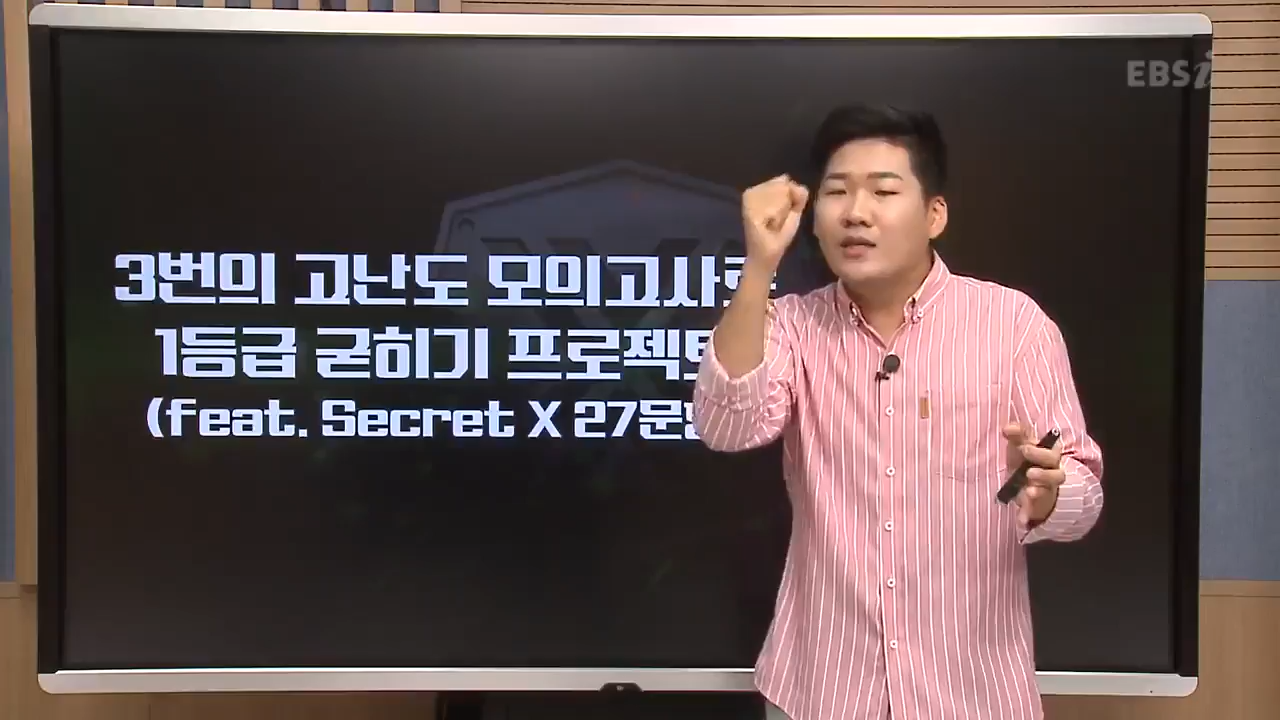 EBSi
3번의 고난도 모의고사로
1등급 굳히기 프로젝트
(feat. Secret X 27문